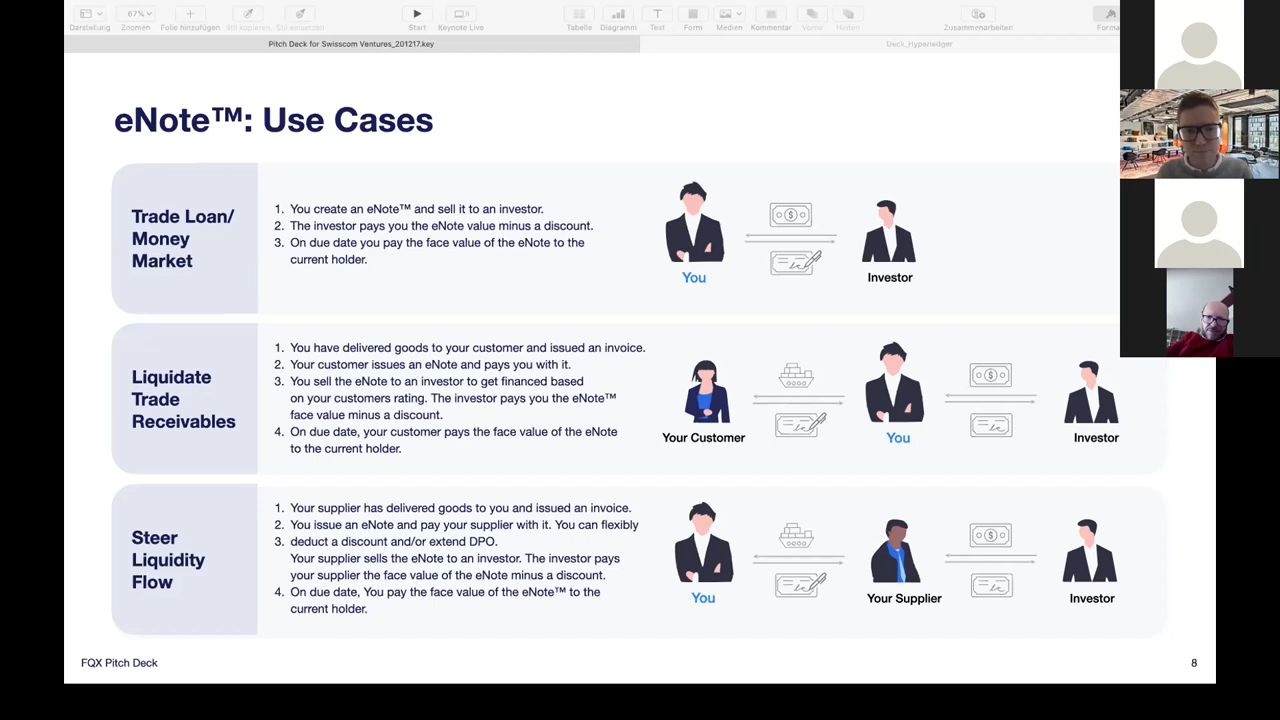 67%
Darstellung
Zoomen
Folie hinzufügen
Stil kopieren
Stil einsetzen
Start
Keynote Live
Tabelle
Diagramm
Text
Form
Medien
Kommentar
Vorne
Hinten
Zusammenarbeiten
Forma
Pitch Deck for Swisscom Ventures_201217.key
Deck_Hyperledger
eNote™: Use Cases
Trade Loan/
Money
Market
1. You create an eNote™ and sell it to an investor.
2. The investor pays you the eNote value minus a discount.
3. On due date you pay the face value of the eNote to the
current holder.
You
Investor
Liquidate
Trade
Receivables
1. You have delivered goods to your customer and issued an invoice.
2. Your customer issues an eNote and pays you with it.
3. You sell the eNote to an investor to get financed based
on your customers rating. The investor pays you the eNote™
face value minus a discount.
4. On due date, your customer pays the face value of the eNote
to the current holder.
Your Customer
You
Investor
Steer
Liquidity
Flow
1. Your supplier has delivered goods to you and issued an invoice.
2. You issue an eNote and pay your supplier with it. You can flexibly
3. deduct a discount and/or extend DPO.
Your supplier sells the eNote to an investor. The investor pays
your supplier the face value of the eNote minus a discount.
4. On due date, You pay the face value of the eNote™ to the
current holder.
You
Your Supplier
Investor
FQX Pitch Deck
8